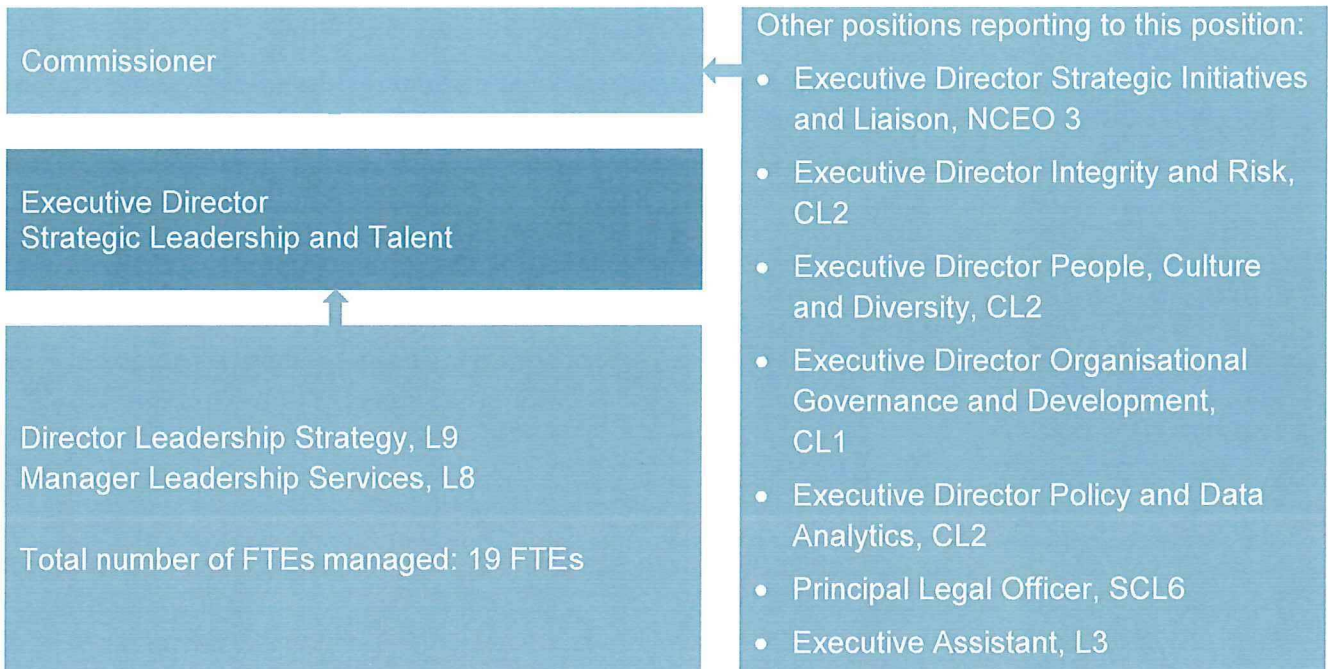 Commissioner
Executive Director
Strategic Leadership and Talent
Director Leadership Strategy, L9
Manager Leadership Services, L8
Total number of FTEs managed: 19 FTEs
Other positions reporting to this position:
• Executive Director Strategic Initiatives
and Liaison, NCEO 3
• Executive Director Integrity and Risk,
CL2
• Executive Director People, Culture
and Diversity, CL2
• Executive Director Organisational
Governance and Development,
CL1
• Executive Director Policy and Data
Analytics, CL2
• Principal Legal Officer, SCL6
• Executive Assistant, L3